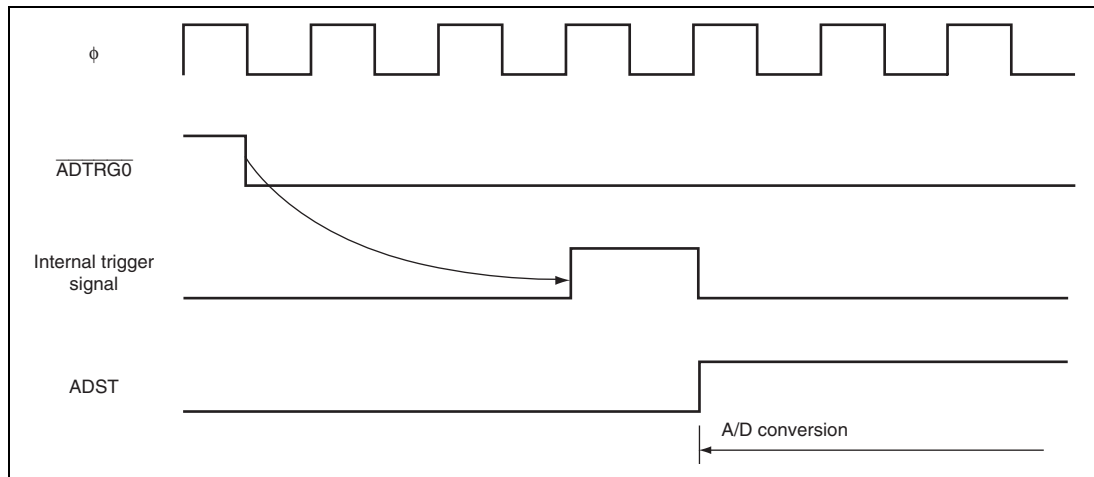 ϕ
ADTRG0
Internal trigger
signal
ADST
A/D conversion